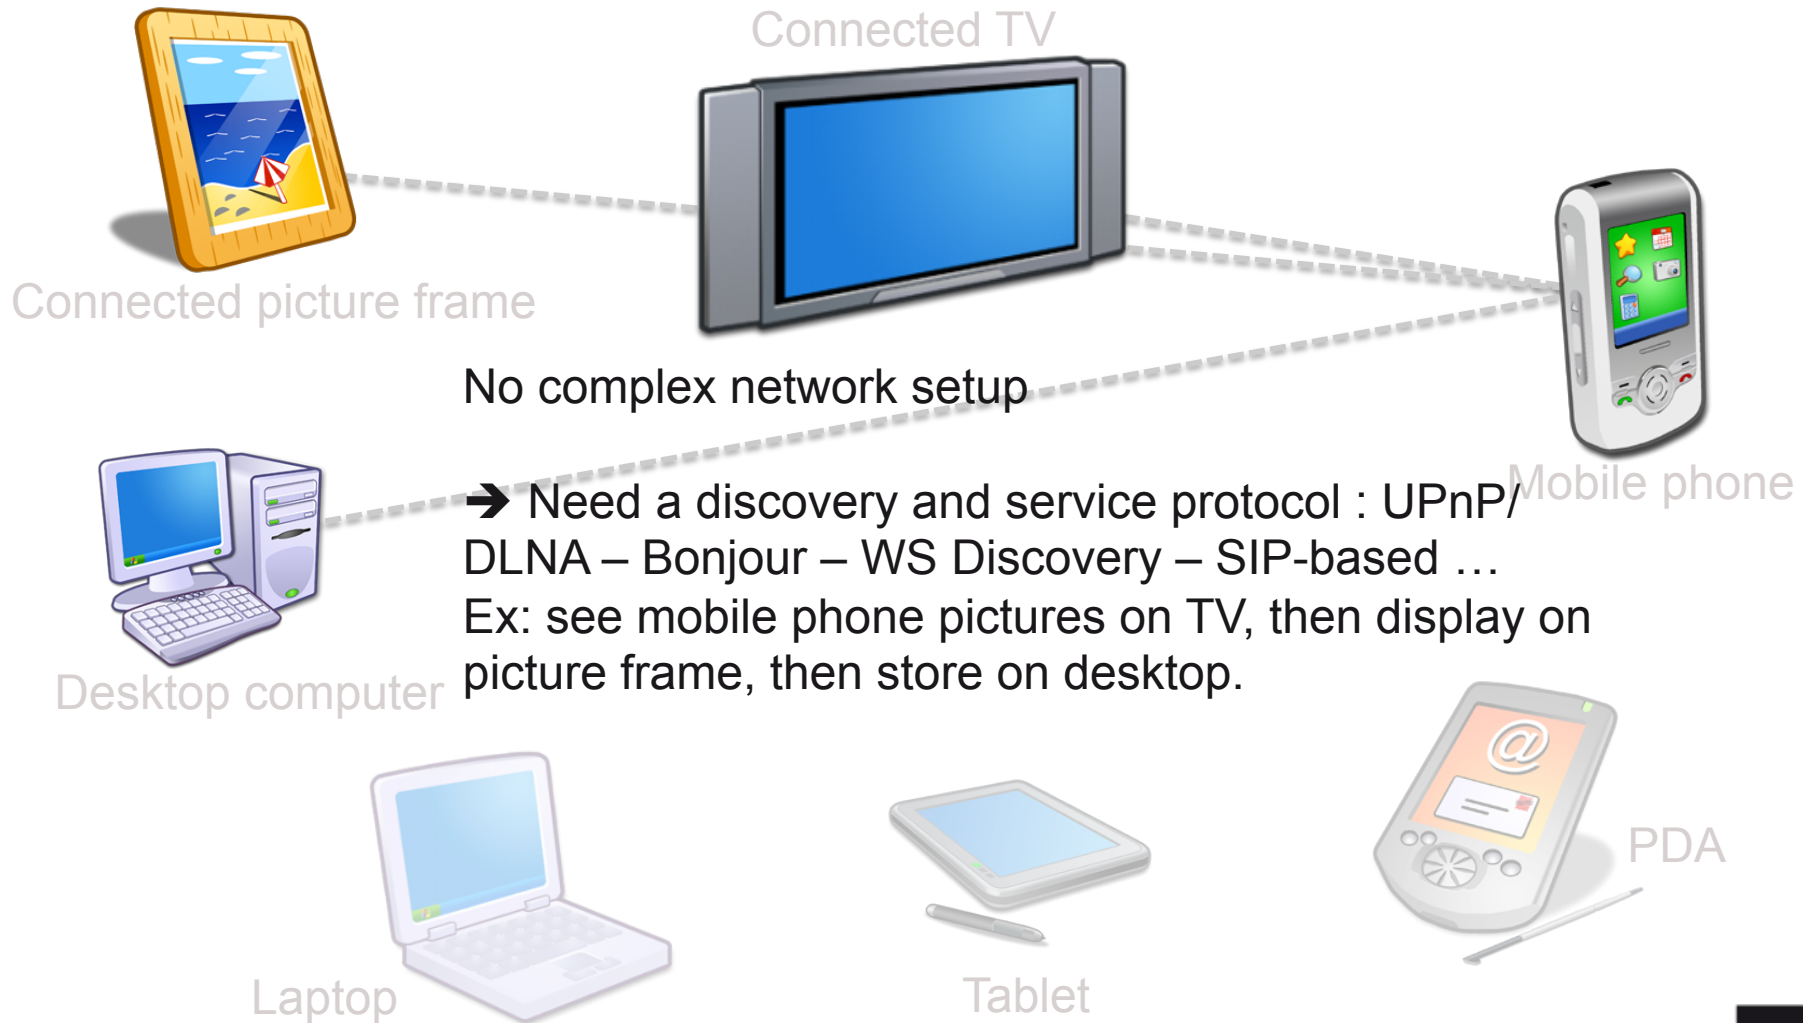 Connected TV
Connected picture frame
No complex network setup
Mobile phone
➔ Need a discovery and service protocol : UPnP/
DLNA – Bonjour – WS Discovery – SIP-based …
Ex: see mobile phone pictures on TV, then display on
picture frame, then store on desktop.
Desktop computer
@
PDA
Laptop
Tablet